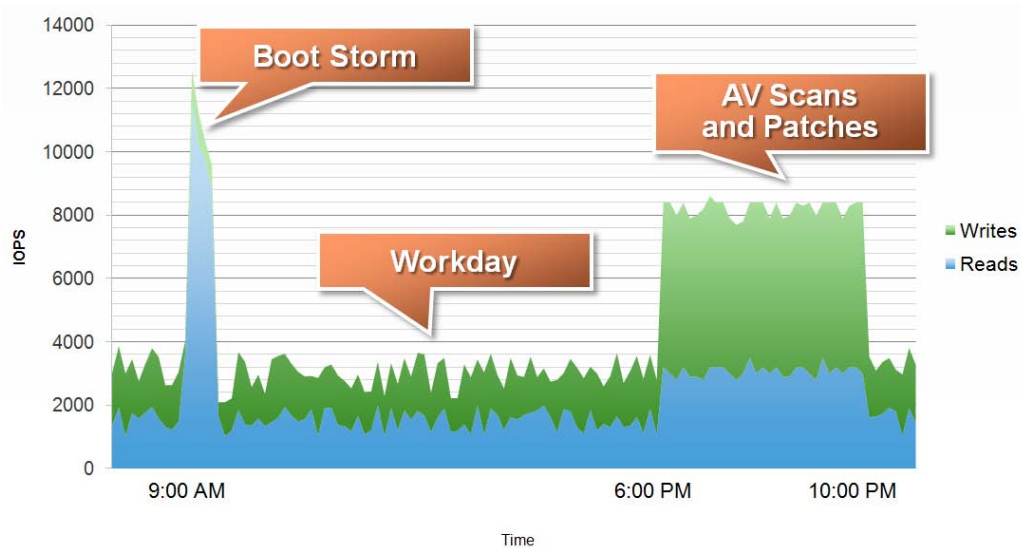 14000
12000
10000
8000
6000
4000
2000
0
IOPS
Boot Storm
AV Scans
and Patches
Workday
Writes
Reads
9:00 AM
6:00 PM
10:00 PM
Time